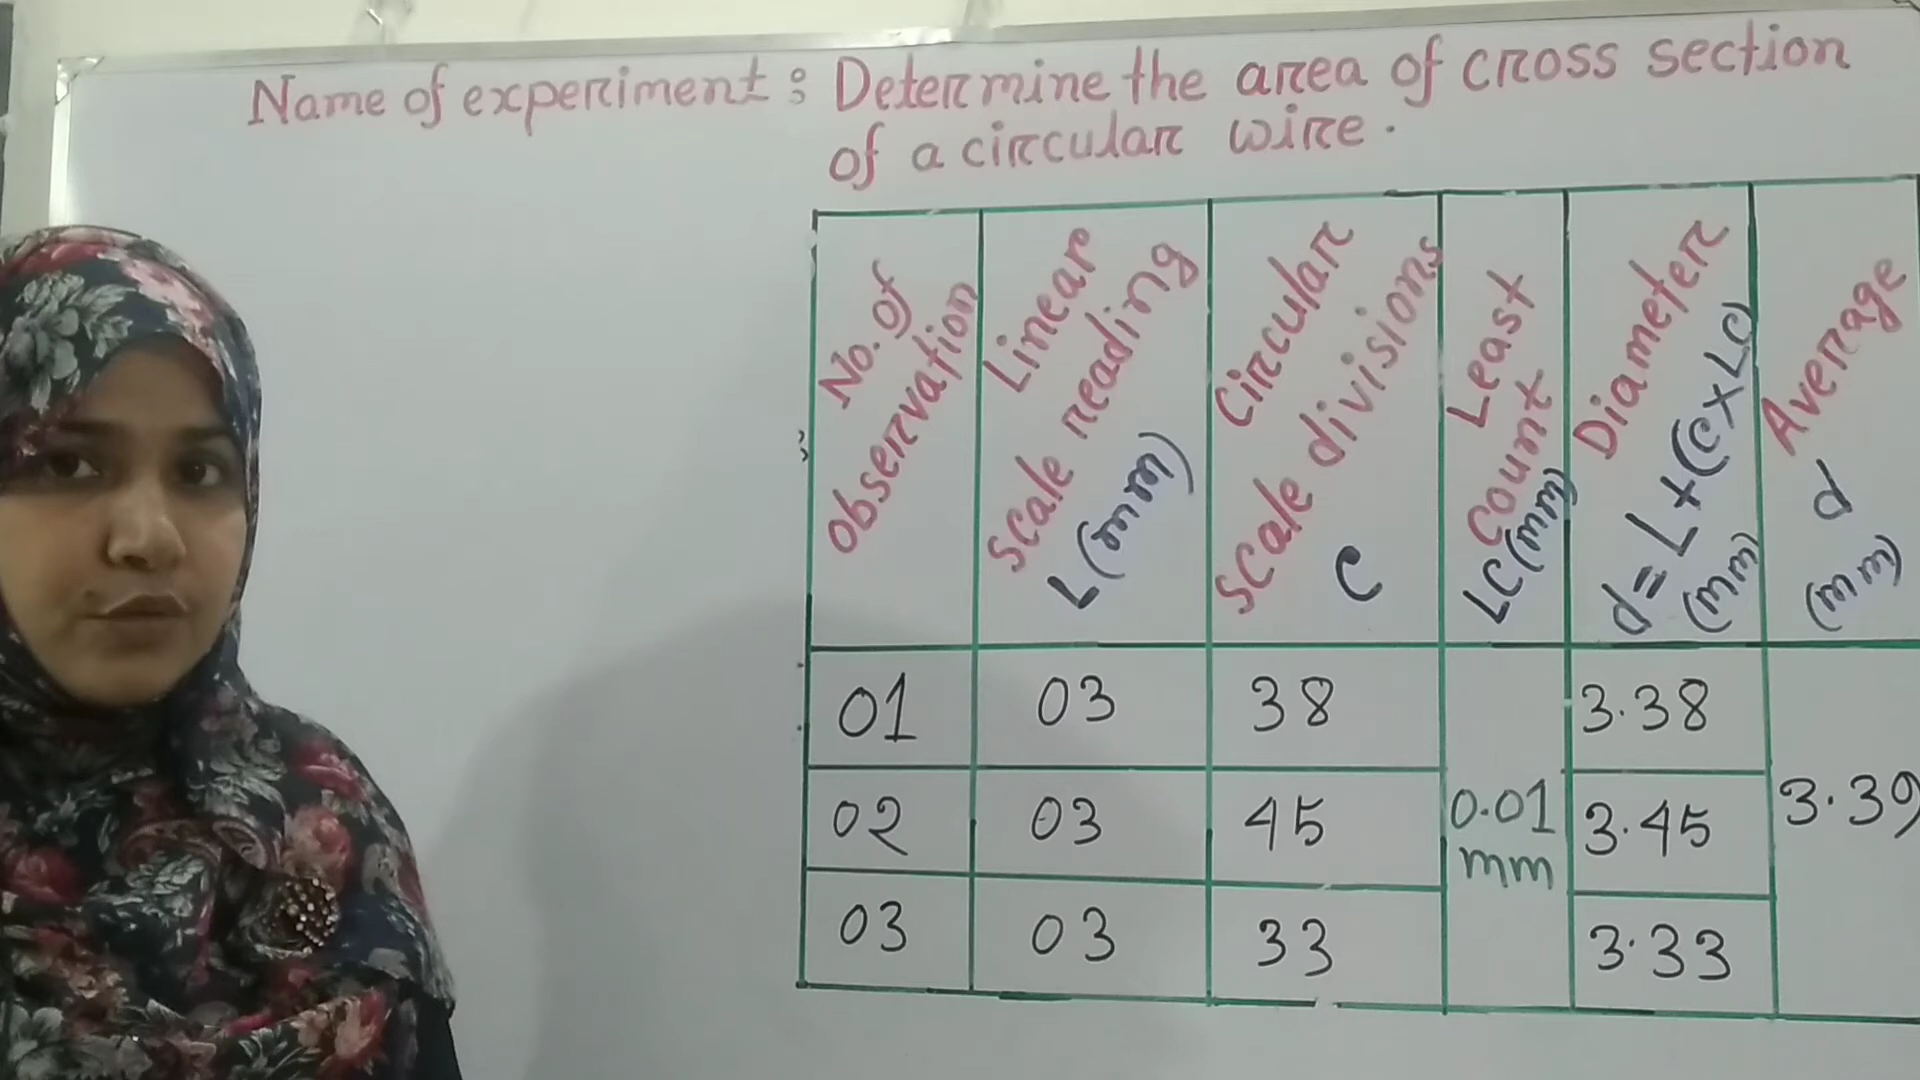 Name of experiment : Determine the area of cross section
of a circular wire.
No. of
observation
Linear
Scale reading
L (mm)
Circular
Scale divisions
C
Least
Count
LC (mm)
Diameter
d = L + (C × LC)
(mm)
Average
d
(mm)
01 03 38 3.38
02 03 45 0.01 3.45 3.39
mm
03 03 33 3.33